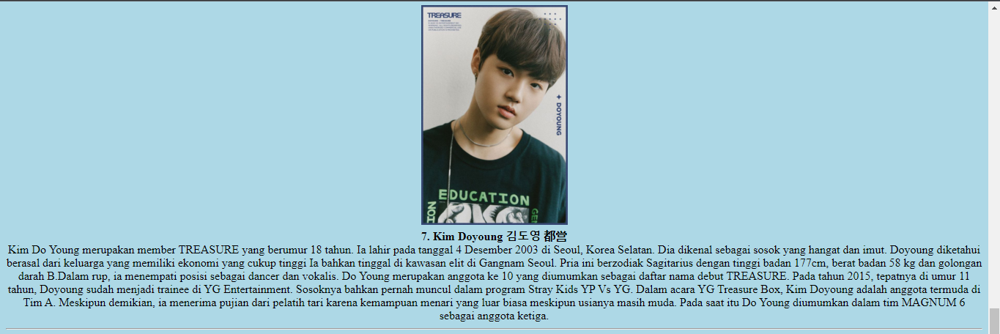 TREASURE
DOYOUNG
EDUCATION
7. Kim Doyoung 김도영 都営
Kim Do Young merupakan member TREASURE yang berumur 18 tahun. Ia lahir pada tanggal 4 Desember 2003 di Seoul, Korea Selatan. Dia dikenal sebagai sosok yang hangat dan imut. Doyoung diketahui
berasal dari keluarga yang memiliki ekonomi yang cukup tinggi Ia bahkan tinggal di kawasan elit di Gangnam Seoul. Pria ini berzodiak Sagitarius dengan tinggi badan 177cm, berat badan 58 kg dan golongan
darah B.Dalam rup, ia menempati posisi sebagai dancer dan vokalis. Do Young merupakan anggota ke 10 yang diumumkan sebagai daftar nama debut TREASURE. Pada tahun 2015, tepatnya di umur 11
tahun, Doyoung sudah menjadi trainee di YG Entertainment. Sosoknya bahkan pernah muncul dalam program Stray Kids YP Vs YG. Dalam acara YG Treasure Box, Kim Doyoung adalah anggota termuda di
Tim A. Meskipun demikian, ia menerima pujian dari pelatih tari karena kemampuan menari yang luar biasa meskipun usianya masih muda. Pada saat itu Do Young diumumkan dalam tim MAGNUM 6
sebagai anggota ketiga.